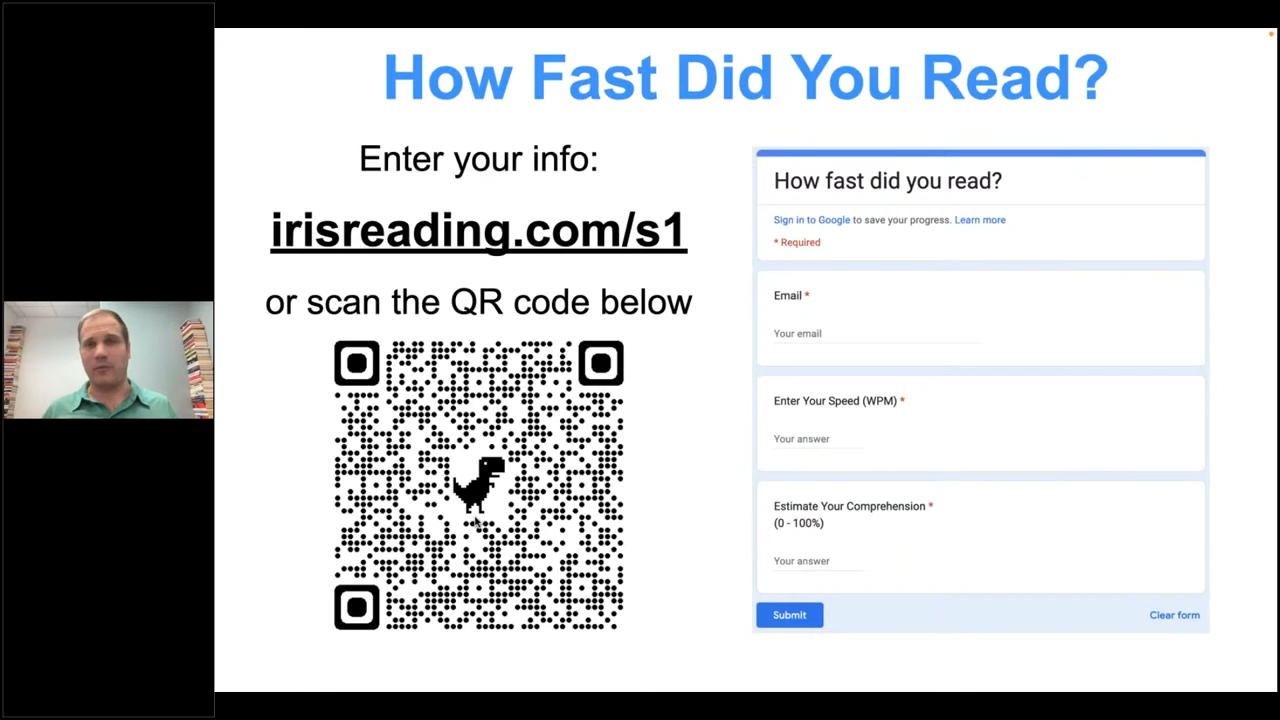 How Fast Did You Read?
Enter your info:
irisreading.com/s1
or scan the QR code below
How fast did you read?
Sign in to Google to save your progress. Learn more
* Required
Email *
Your email
Enter Your Speed (WPM) *
Your answer
Estimate Your Comprehension *
(0 - 100%)
Your answer
Submit
Clear form